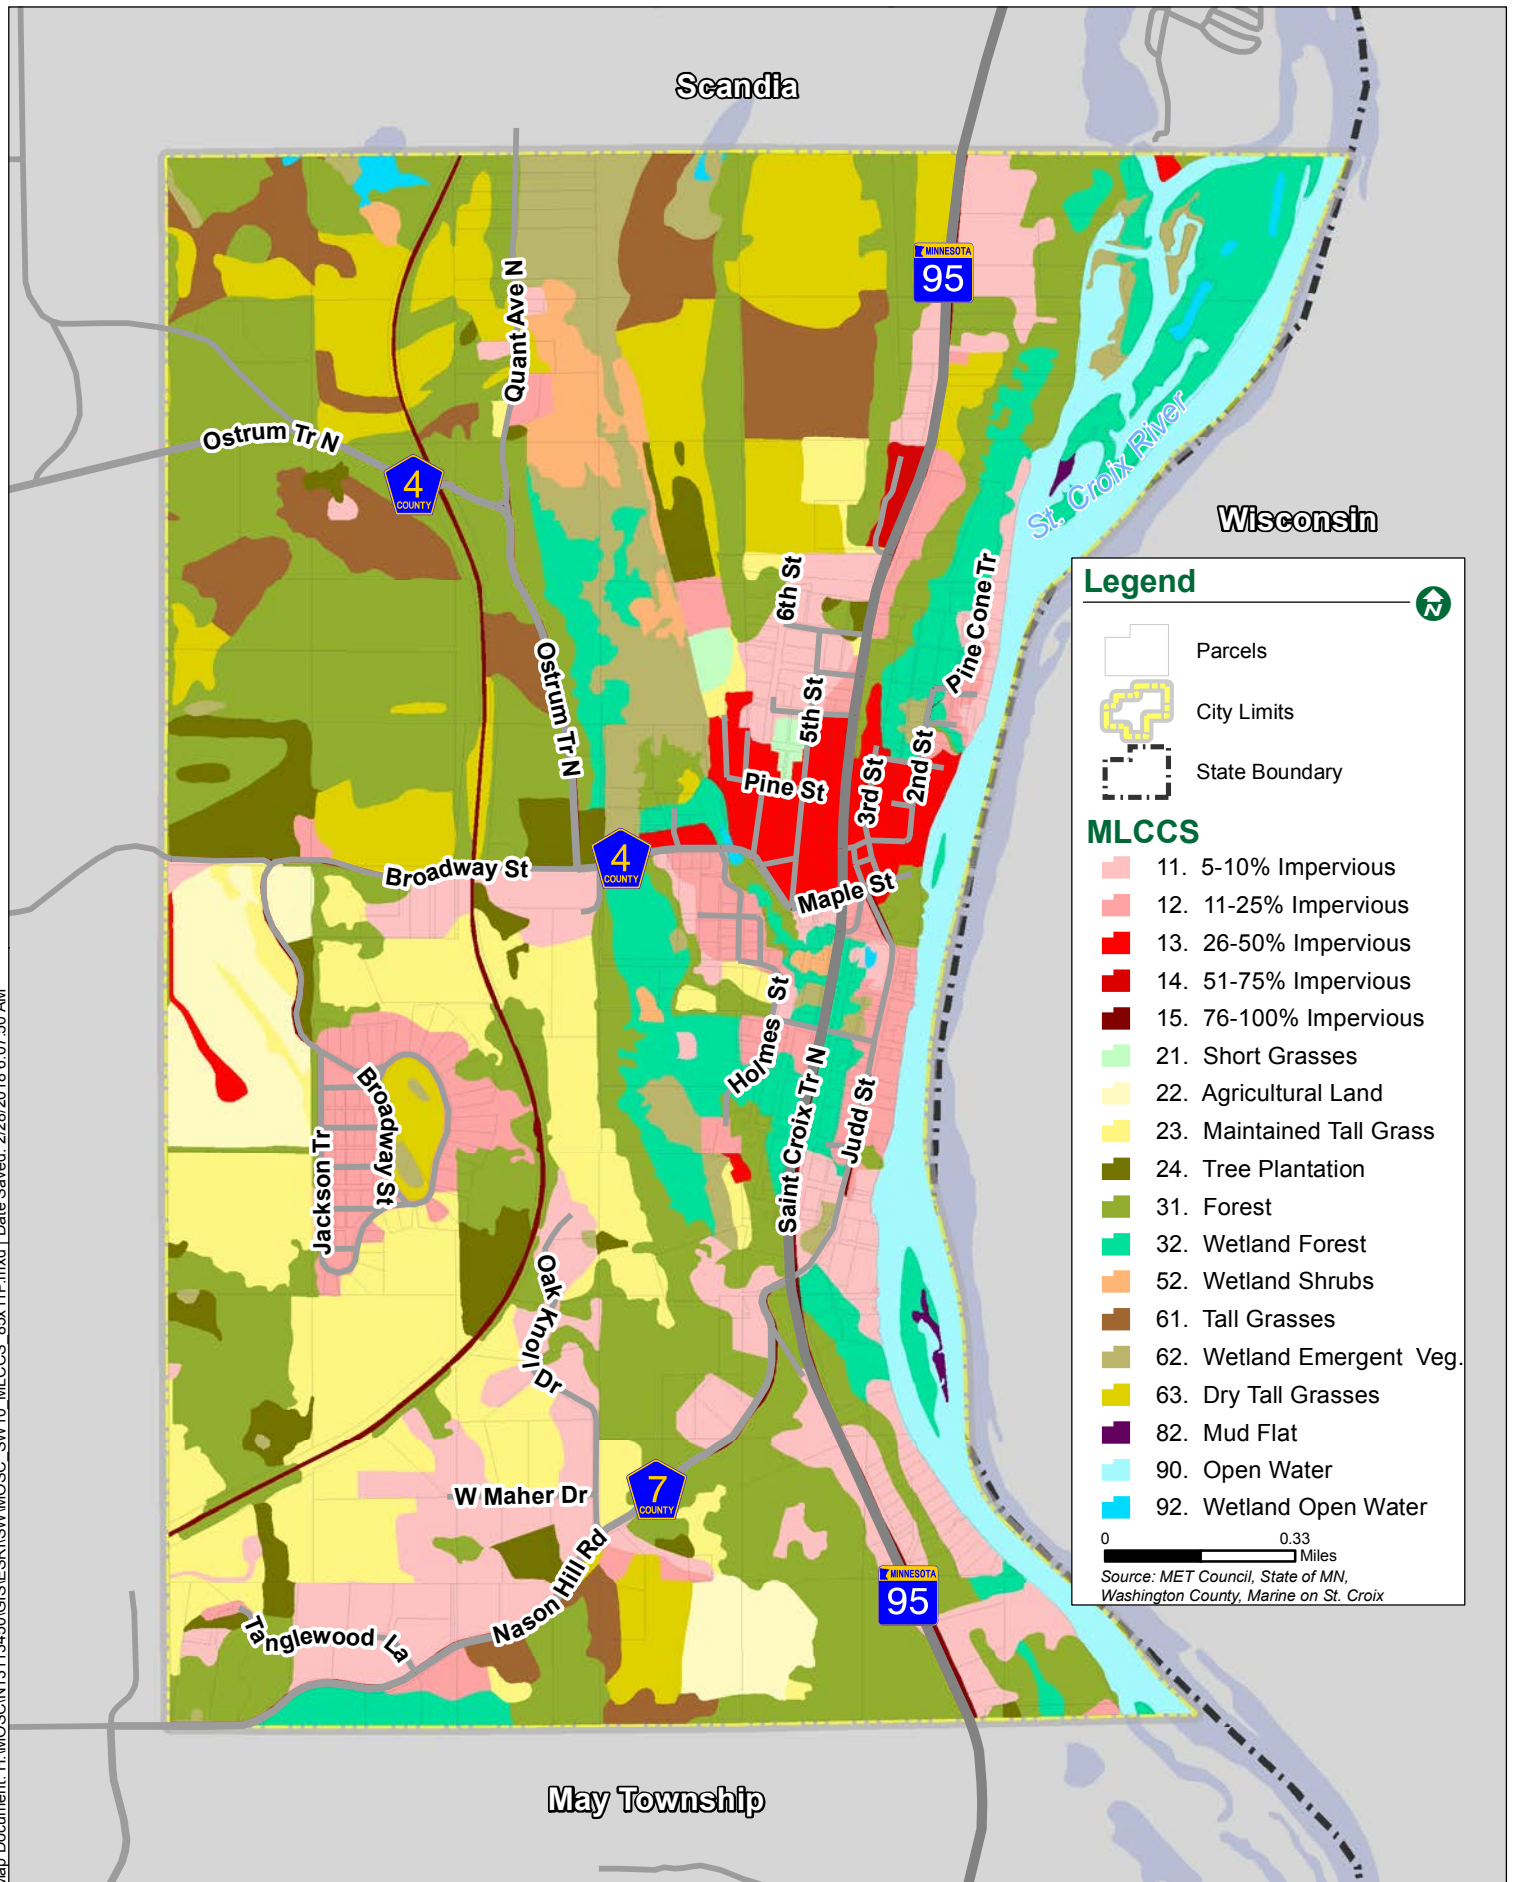 Scandia
MINNESOTA
95
Quant Ave N
Ostrum Tr N
4
COUNTY
St. Croix River
Wisconsin
6th St
Pine Cone Tr
Ostrum Tr N
5th St
2nd St
3rd St
Pine St
4
COUNTY
Broadway St
Maple St
Holmes St
Saint Croix Tr N
Judd St
Broadway St
Jackson Tr
Oak Knoll Dr
W Maher Dr
7
COUNTY
Nason Hill Rd
MINNESOTA
95
Tanglewood La
May Township
Legend
N
Parcels
City Limits
State Boundary
MLCCS
11. 5-10% Impervious
12. 11-25% Impervious
13. 26-50% Impervious
14. 51-75% Impervious
15. 76-100% Impervious
21. Short Grasses
22. Agricultural Land
23. Maintained Tall Grass
24. Tree Plantation
31. Forest
32. Wetland Forest
52. Wetland Shrubs
61. Tall Grasses
62. Wetland Emergent Veg.
63. Dry Tall Grasses
82. Mud Flat
90. Open Water
92. Wetland Open Water
0 0.33
Miles
Source: MET Council, State of MN,
Washington County, Marine on St. Croix